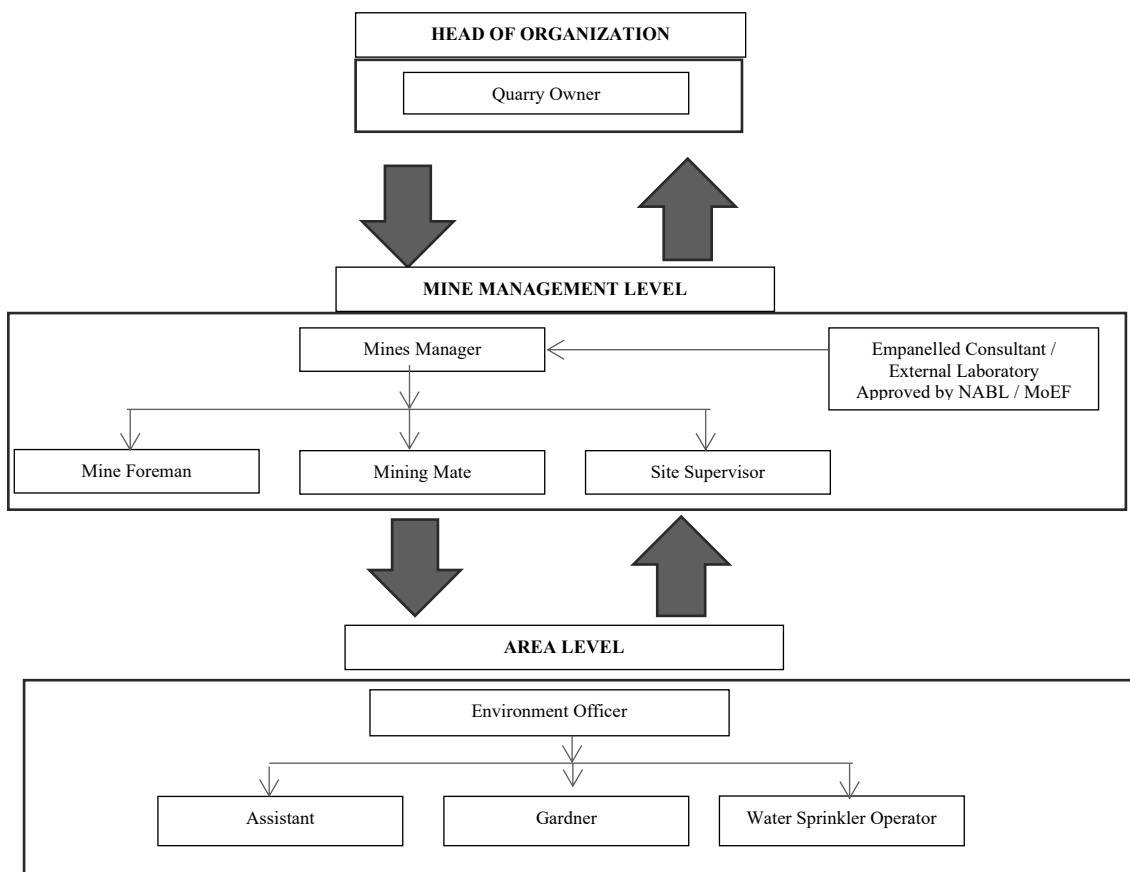 HEAD OF ORGANIZATION
Quarry Owner
MINE MANAGEMENT LEVEL
Mines Manager
Empanelled Consultant /
External Laboratory
Approved by NABL / MoEF
Mine Foreman
Mining Mate
Site Supervisor
AREA LEVEL
Environment Officer
Assistant
Gardner
Water Sprinkler Operator